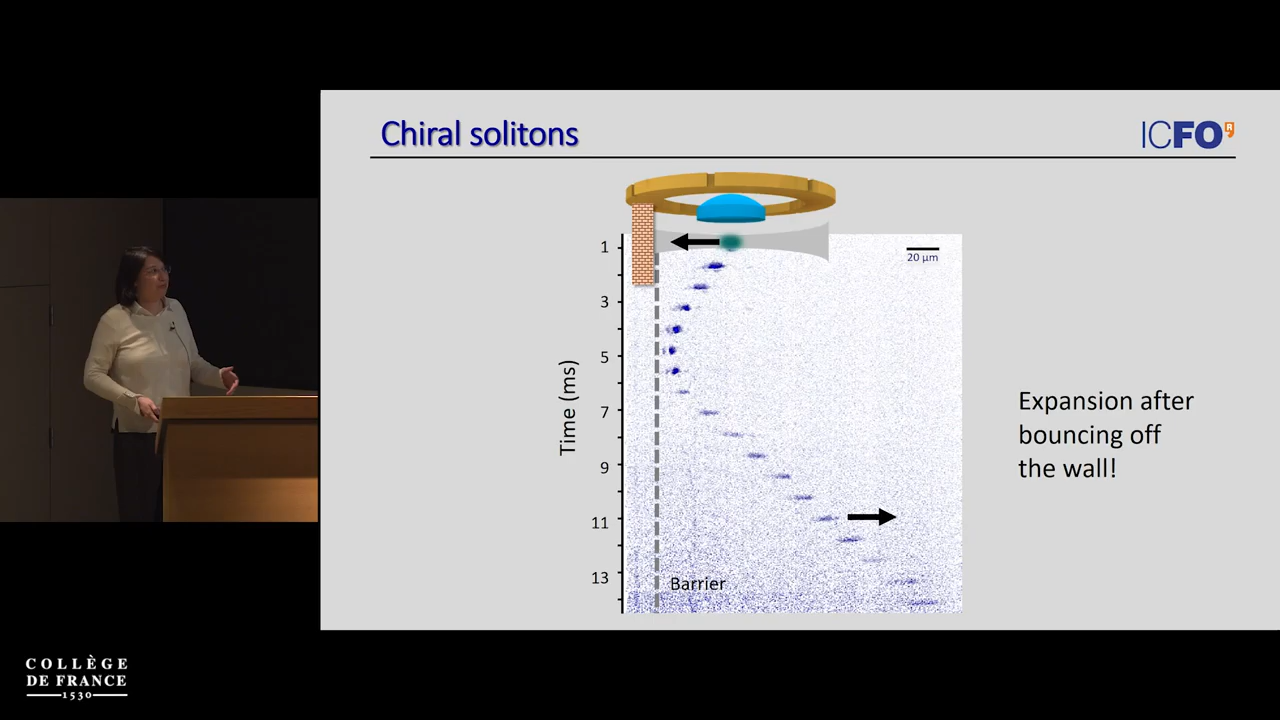 Chiral solitons
ICFO
R
1
3
5
7
9
11
13
Time (ms)
20 μm
Barrier
Expansion after
bouncing off
the wall!
COLLÈGE
DE FRANCE
1530